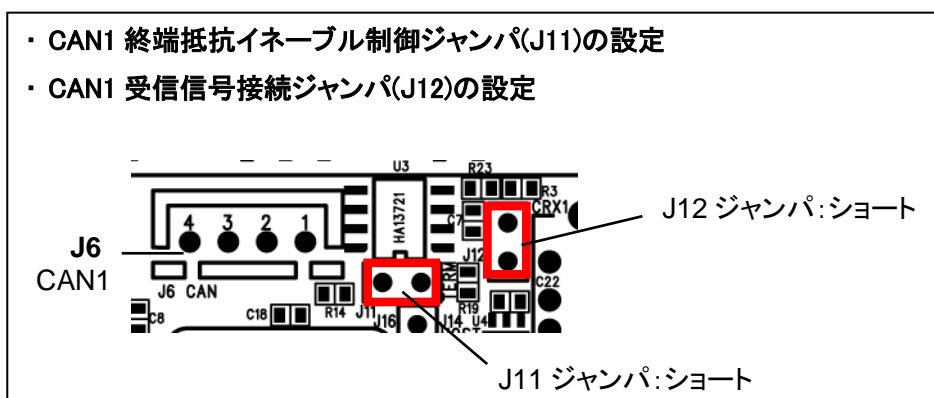 ・ CAN1 終端抵抗イネーブル制御ジャンパ(J11)の設定
・ CAN1 受信信号接続ジャンパ(J12)の設定
U3
R23
R3
CRX1
4 3 2 1
HA13721
C7
J12 ジャンパ：ショート
J6
CAN1
J12
TERM
C22
J6 CAN
C8
C18
R14
J11
J16
J14
R19
U4
J11 ジャンパ：ショート